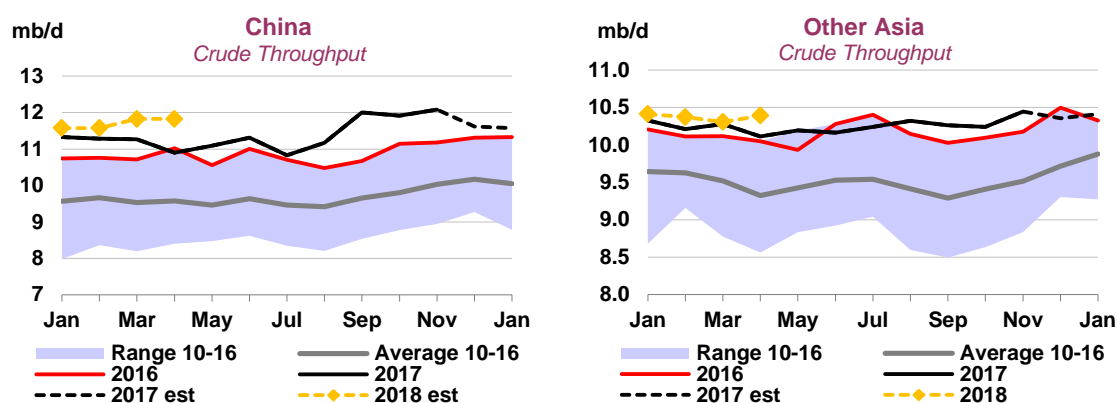 China
mb/d
Crude Throughput
13
12
11
10
9
8
7
Jan Mar May Jul Sep Nov Jan
Range 10-16 Average 10-16
2016 2017
2017 est 2018 est
Other Asia
mb/d
Crude Throughput
11.0
10.5
10.0
9.5
9.0
8.5
8.0
Jan Mar May Jul Sep Nov Jan
Range 10-16 Average 10-16
2016 2017
2017 est 2018